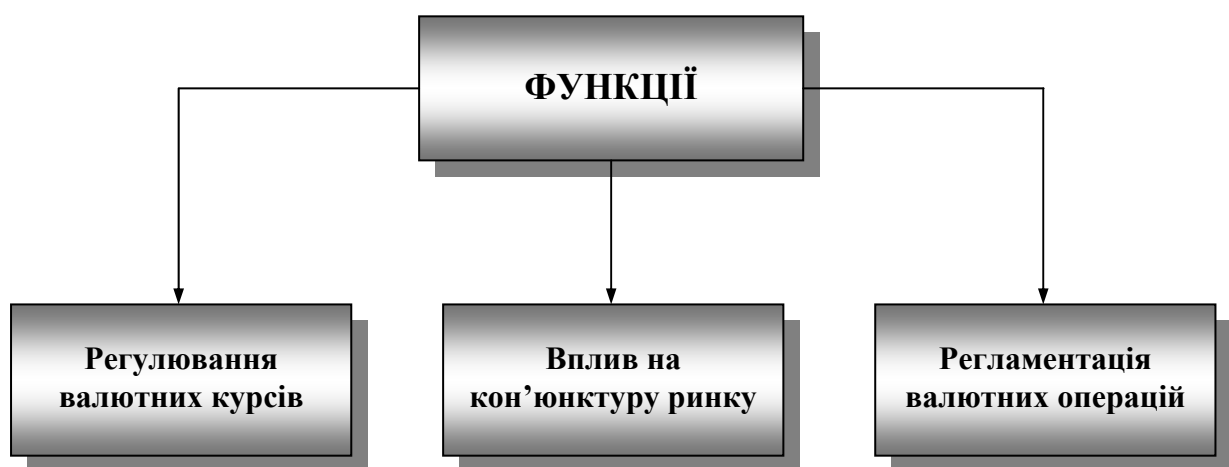 ФУНКЦІЇ
Регулювання
валютних курсів
Вплив на
кон’юнктуру ринку
Регламентація
валютних операцій